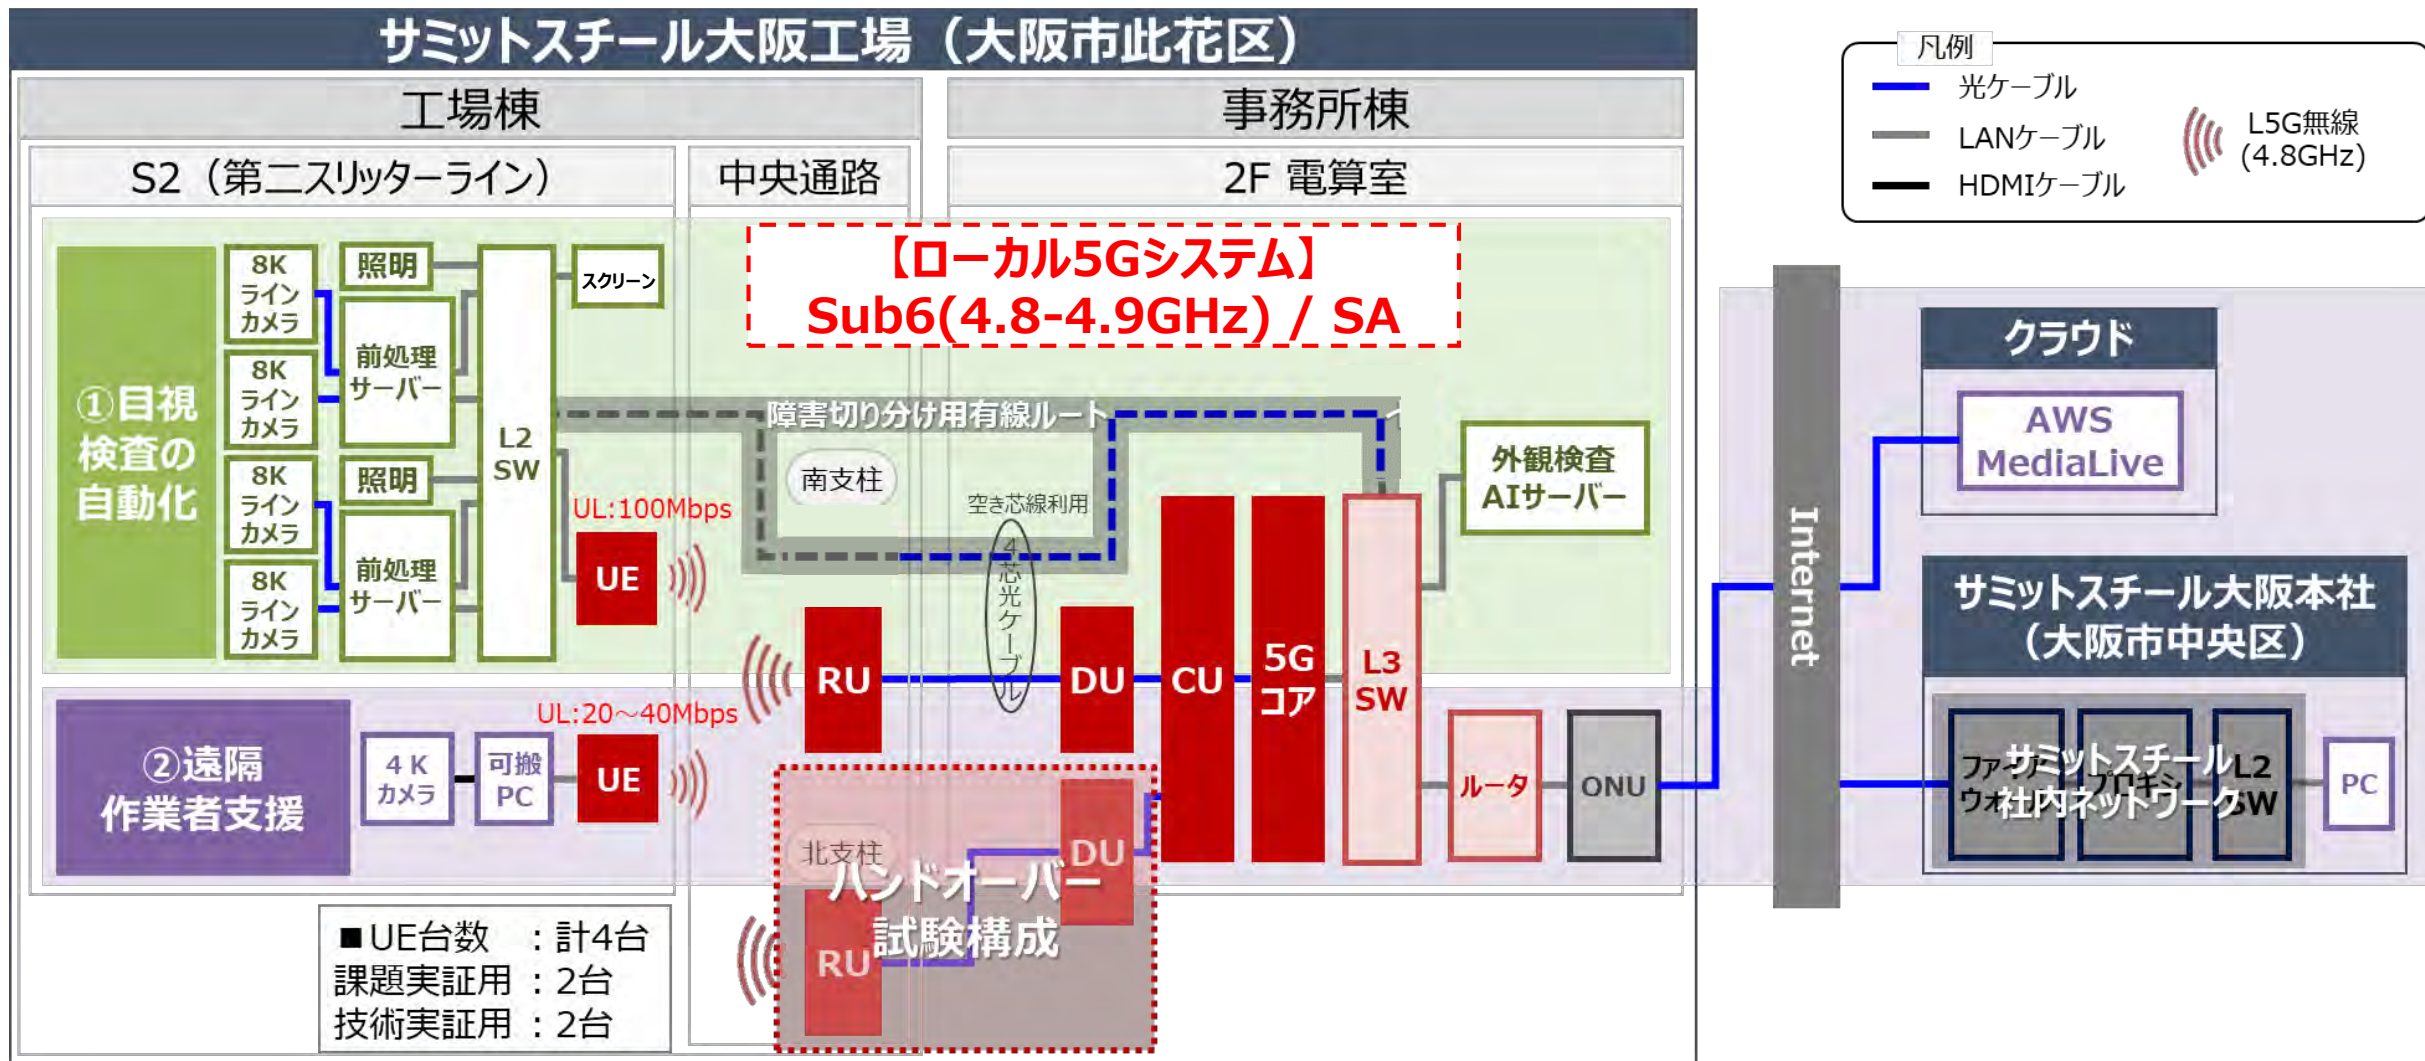 サミットスチール大阪工場（大阪市此花区）
工場棟
事務所棟
S2（第二スリッターライン）
中央通路
2F 電算室
凡例
光ケーブル
LANケーブル
HDMIケーブル
L5G無線
(4.8GHz)
【ローカル5Gシステム】
Sub6(4.8-4.9GHz) / SA
①目視
検査の
自動化
8K
ライン
カメラ
8K
ライン
カメラ
8K
ライン
カメラ
8K
ライン
カメラ
照明
前処理
サーバー
照明
前処理
サーバー
L2
SW
スクリーン
UL:100Mbps
UE
障害切り分け用有線ルート
南支柱
空き芯線利用
4芯光ケーブル
RU
DU
CU
5G
コア
L3
SW
外観検査
AIサーバー
②遠隔
作業者支援
4 K
カメラ
可搬
PC
UL:20～40Mbps
UE
北支柱
DU
RU
ハンドオーバー
試験構成
ルータ
ONU
■UE台数　：計4台
課題実証用 ：2台
技術実証用 ：2台
Internet
クラウド
AWS
MediaLive
サミットスチール大阪本社
（大阪市中央区）
プロキシ
L2
SW
サミットスチール
社内ネットワーク
PC